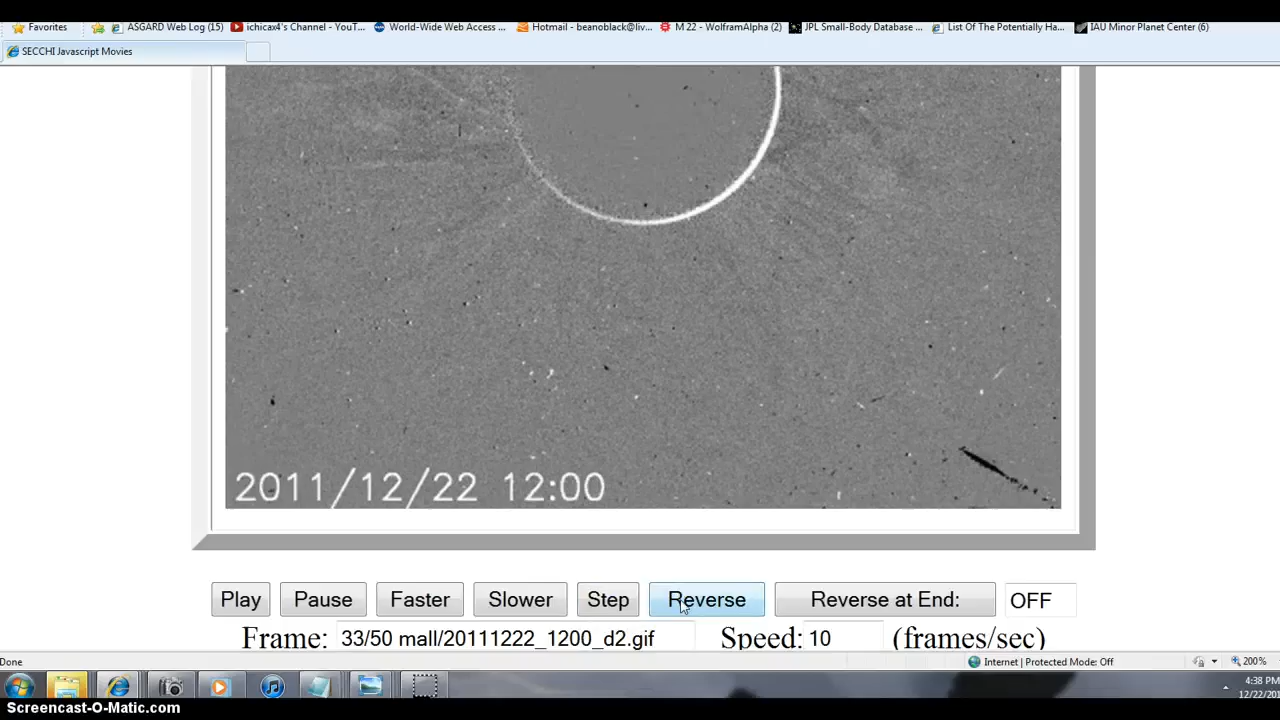 Favorites ASGARD Web Log (15) ichicax4's Channel - YouT... World-Wide Web Access ... Hotmail - beanoblack@liv... M 22 - WolframAlpha (2) JPL Small-Body Database ... List Of The Potentially Ha... IAU Minor Planet Center (6)
SECCHI Javascript Movies
2011/12/22 12:00
Play Pause Faster Slower Step Reverse Reverse at End: OFF
Frame: 33/50 mall/20111222_1200_d2.gif Speed: 10 (frames/sec)
Done Internet | Protected Mode: Off 200%
4:38 PM
12/22/201
Screencast-O-Matic.com